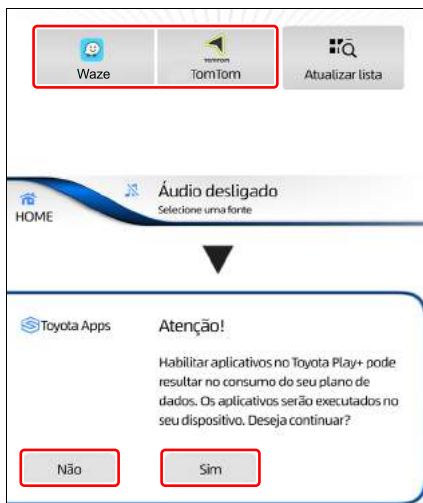 Waze
TomTom
TomTom
Atualizar lista
Áudio desligado
HOME
Selecione uma fonte
Toyota Apps
Atenção!
Habilitar aplicativos no Toyota Play+ pode
resultar no consumo do seu plano de
dados. Os aplicativos serão executados no
seu dispositivo. Deseja continuar?
Não
Sim